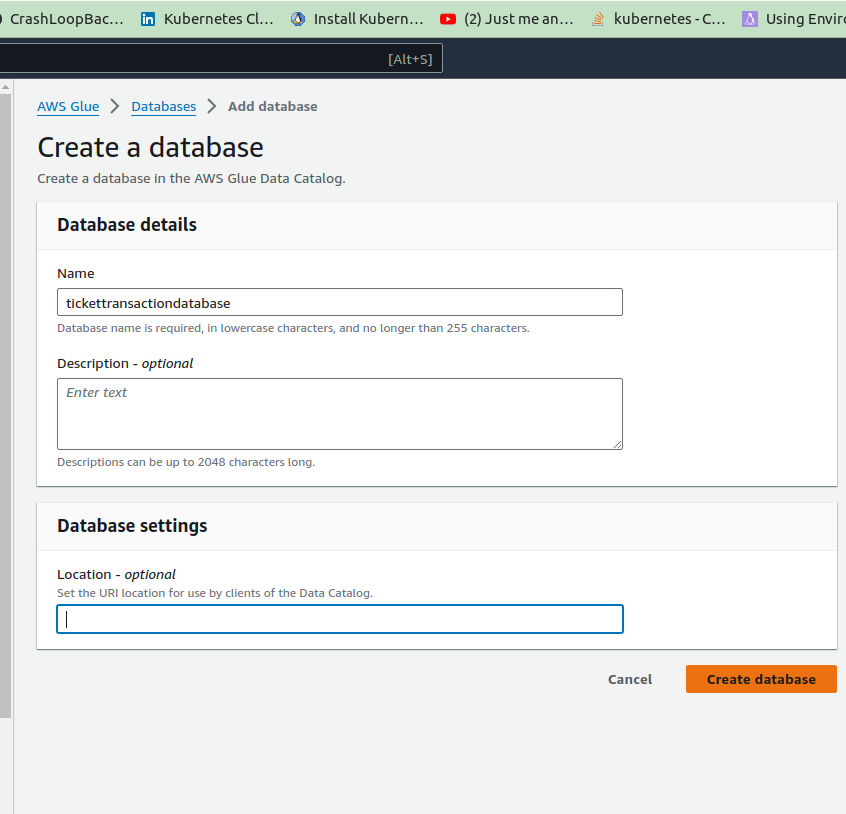 CrashLoopBac... Kubernetes Cl... Install Kubern... (2) Just me an... kubernetes - C... Using Enviro
[Alt+S]
AWS Glue > Databases > Add database
Create a database
Create a database in the AWS Glue Data Catalog.
Database details
Name
tickettransactiondatabase
Database name is required, in lowercase characters, and no longer than 255 characters.
Description - optional
Enter text
Descriptions can be up to 2048 characters long.
Database settings
Location - optional
Set the URI location for use by clients of the Data Catalog.
Cancel Create database